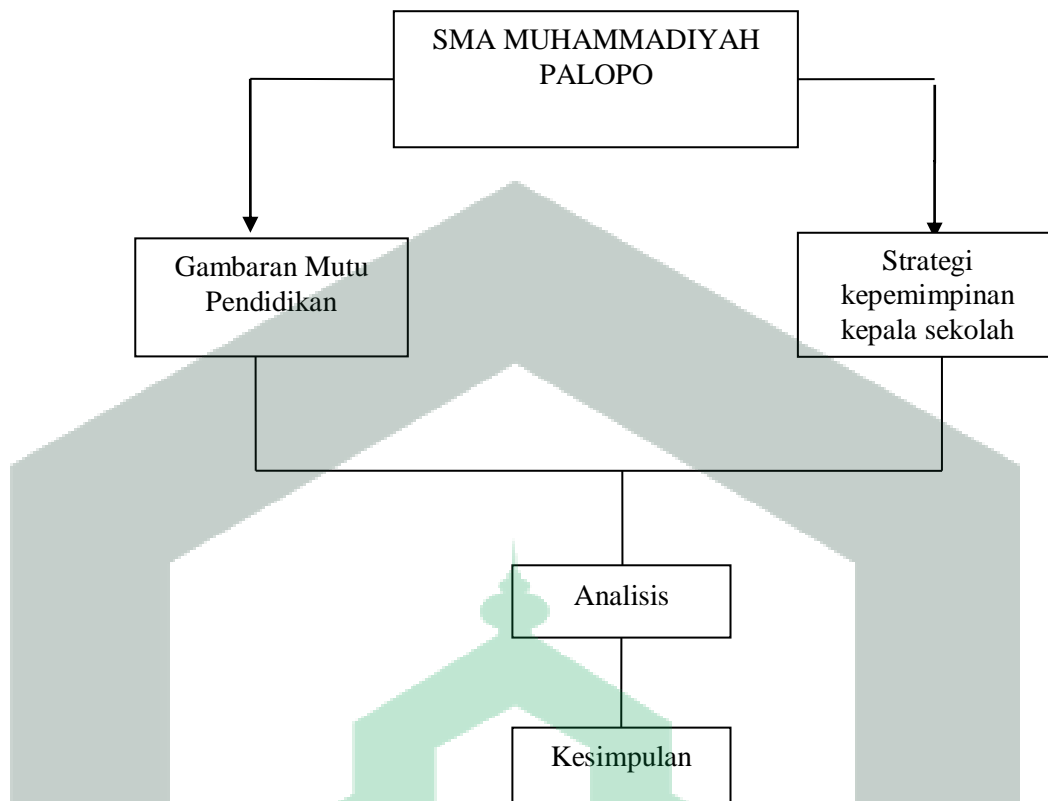 SMA MUHAMMADIYAH
PALOPO
Gambaran Mutu
Pendidikan
Strategi
kepemimpinan
kepala sekolah
Analisis
Kesimpulan